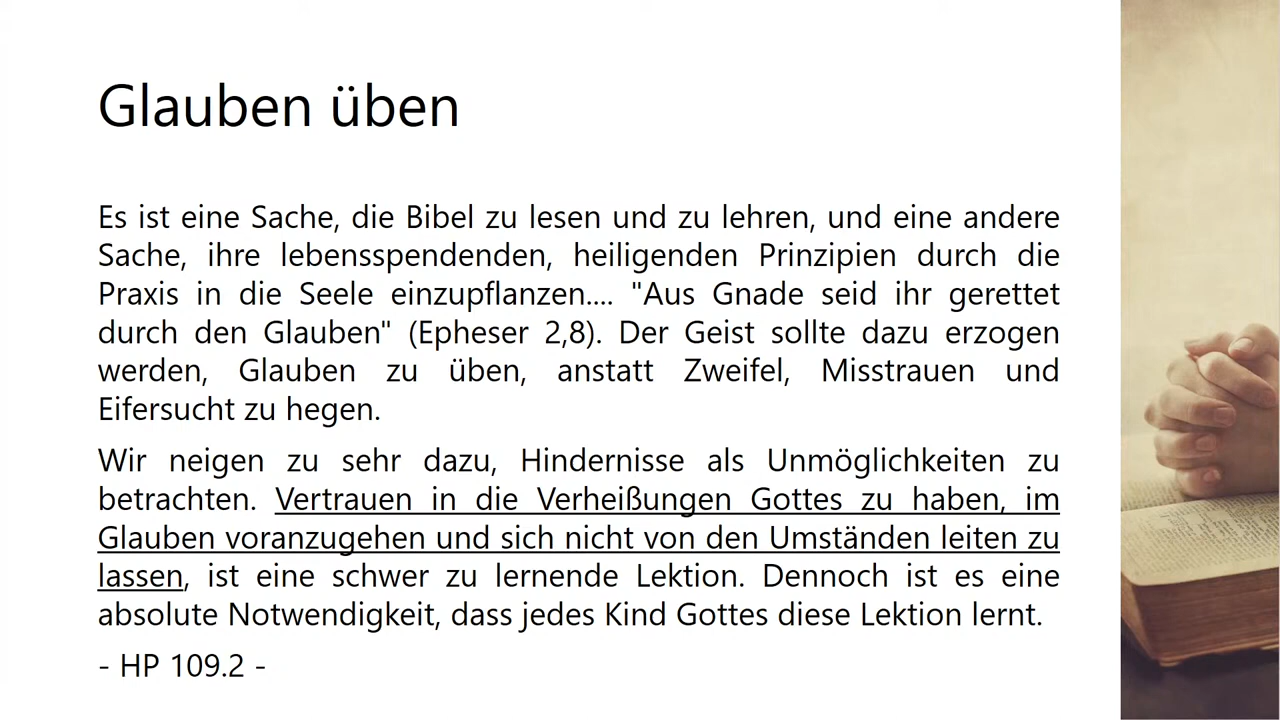 Glauben üben
Es ist eine Sache, die Bibel zu lesen und zu lehren, und eine andere
Sache, ihre lebensspendenden, heiligenden Prinzipien durch die
Praxis in die Seele einzupflanzen.... "Aus Gnade seid ihr gerettet
durch den Glauben" (Epheser 2,8). Der Geist sollte dazu erzogen
werden, Glauben zu üben, anstatt Zweifel, Misstrauen und
Eifersucht zu hegen.
Wir neigen zu sehr dazu, Hindernisse als Unmöglichkeiten zu
betrachten. Vertrauen in die Verheißungen Gottes zu haben, im
Glauben voranzugehen und sich nicht von den Umständen leiten zu
lassen, ist eine schwer zu lernende Lektion. Dennoch ist es eine
absolute Notwendigkeit, dass jedes Kind Gottes diese Lektion lernt.
- HP 109.2 -